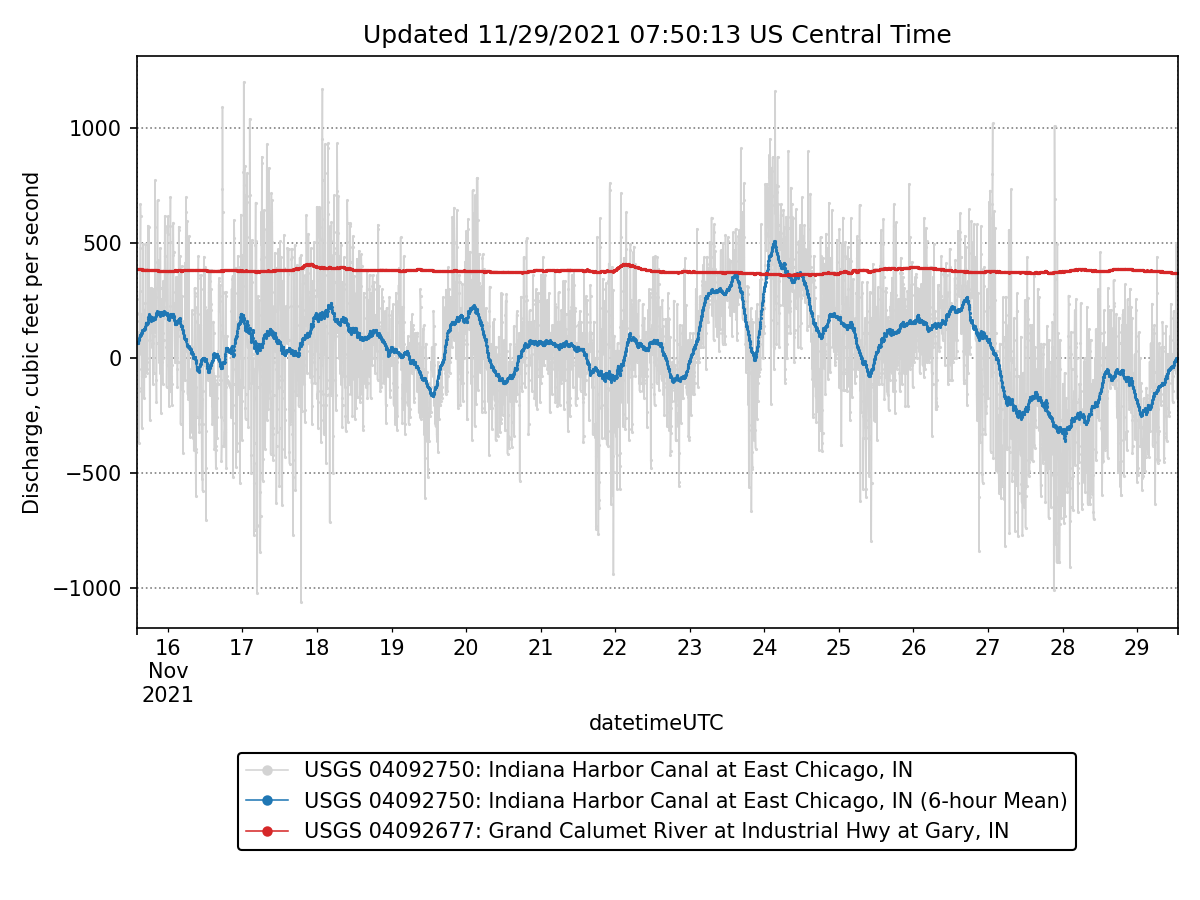 Updated 11/29/2021 07:50:13 US Central Time
Discharge, cubic feet per second
1000
500
0
−500
−1000
16 17 18 19 20 21 22 23 24 25 26 27 28 29
Nov
2021
datetimeUTC
USGS 04092750: Indiana Harbor Canal at East Chicago, IN
USGS 04092750: Indiana Harbor Canal at East Chicago, IN (6-hour Mean)
USGS 04092677: Grand Calumet River at Industrial Hwy at Gary, IN